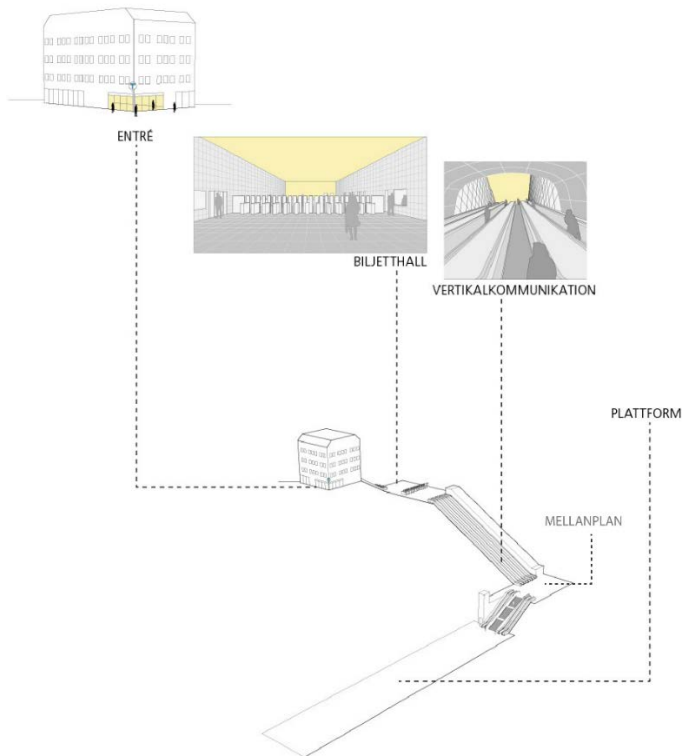 ENTRÉ
BILJETTHALL
VERTIKALKOMMUNIKATION
PLATTFORM
MELLANPLAN